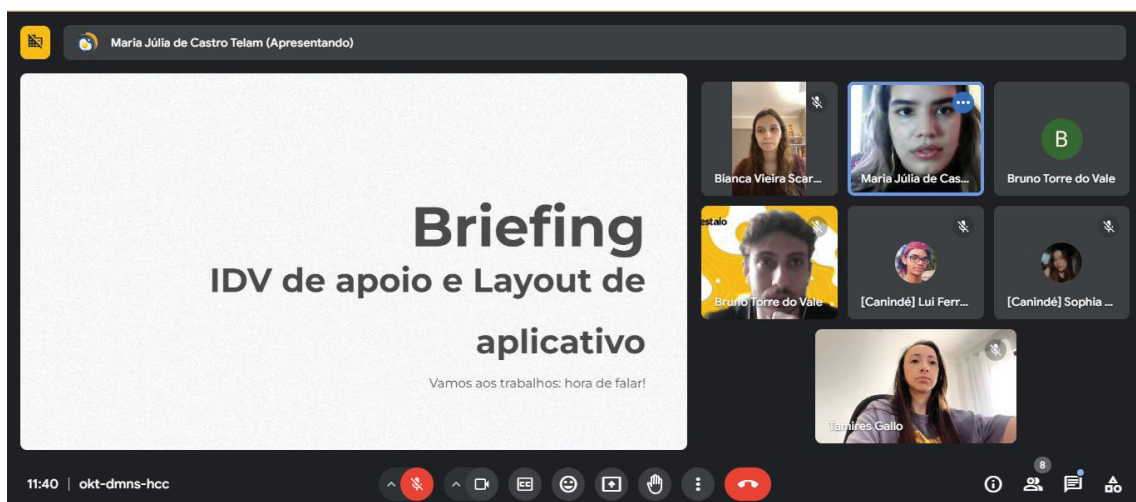 Maria Júlia de Castro Telam (Apresentando)
Briefing
IDV de apoio e Layout de
aplicativo
Vamos aos trabalhos: hora de falar!
Bianca Vieira Scar...
Maria Júlia de Cas...
B
Bruno Torre do Vale
estalo
Bruno Torre do Vale
[Canindé] Lui Ferr...
[Canindé] Sophia ...
Tamires Gallo
11:40 | okt-dmns-hcc
CC
8